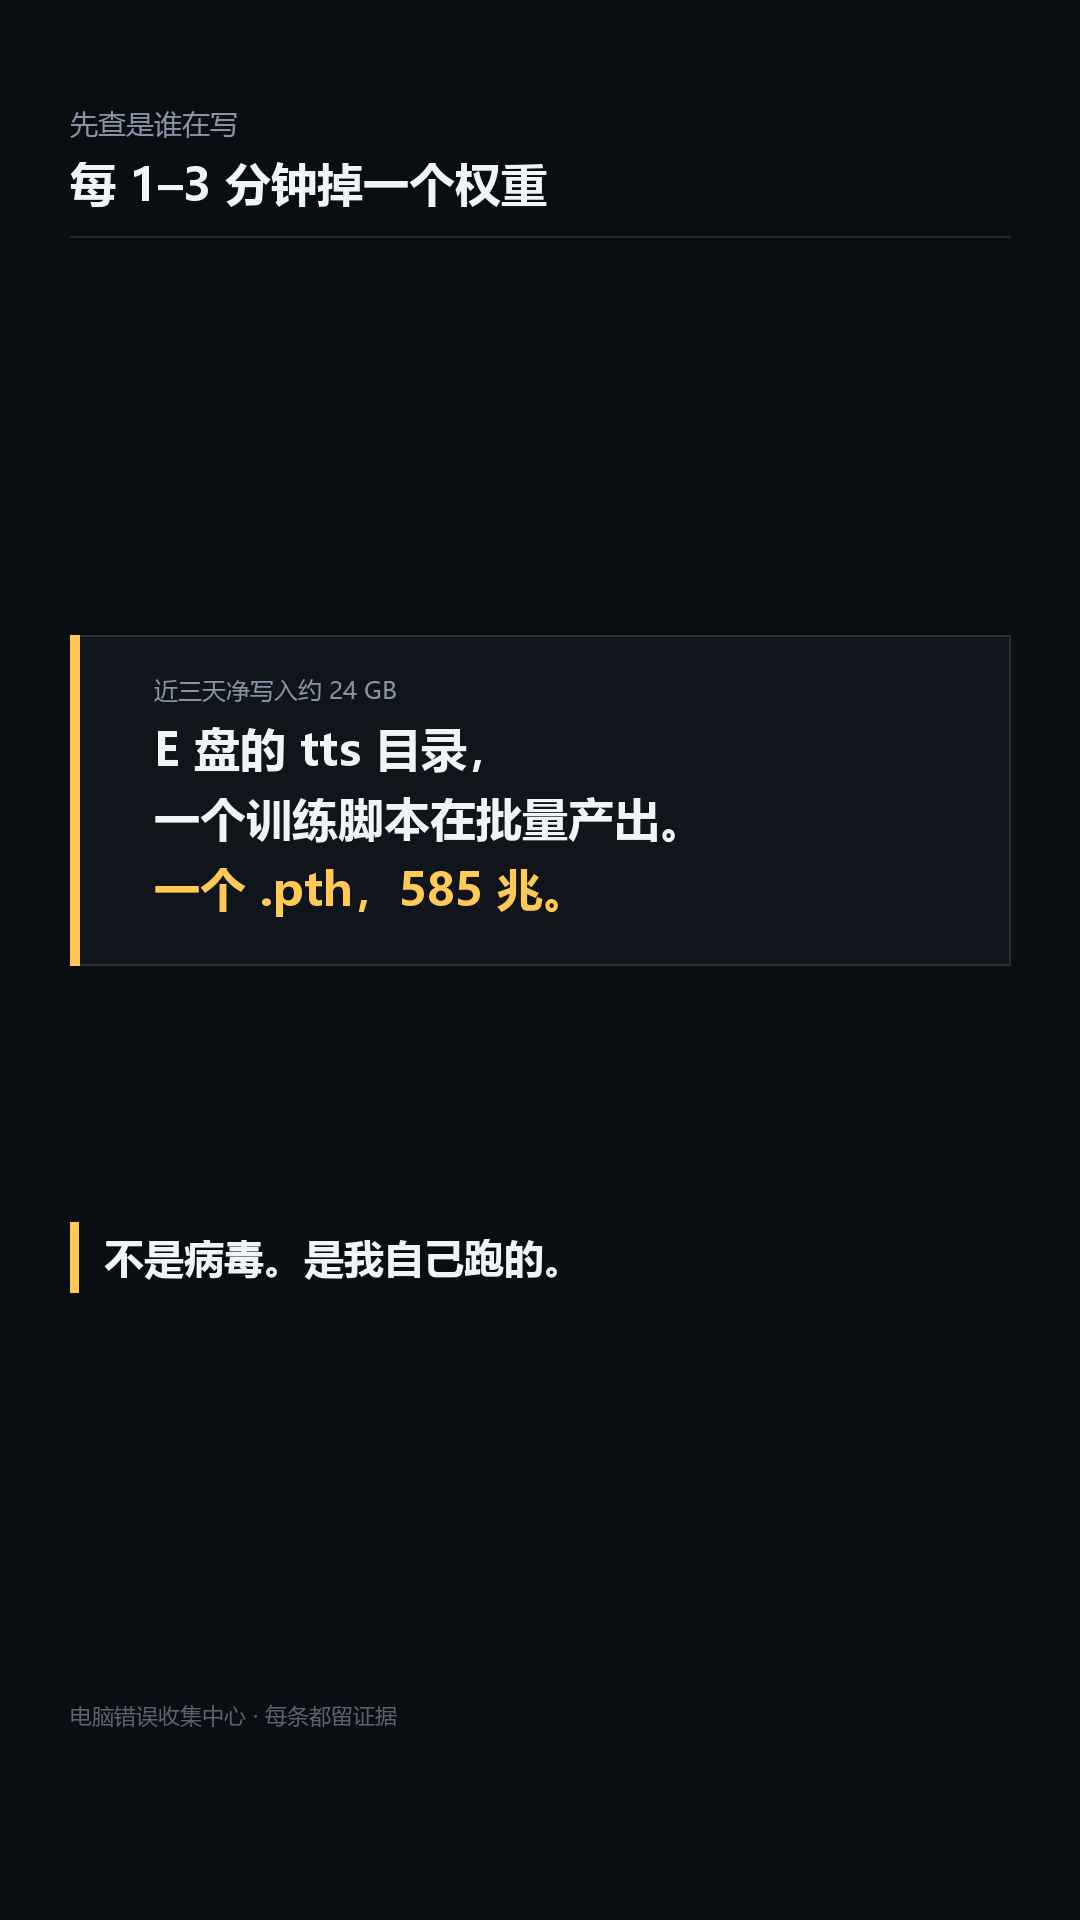 先查是谁在写
每 1–3 分钟掉一个权重
近三天净写入约 24 GB
E 盘的 tts 目录，
一个训练脚本在批量产出。
一个 .pth，585 兆。
不是病毒。是我自己跑的。
电脑错误收集中心 · 每条都留证据